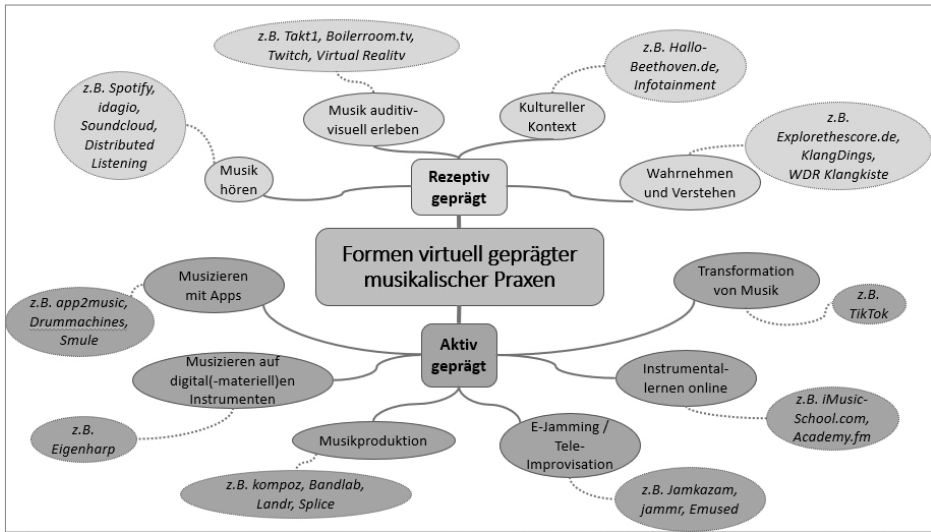 z.B. Takt1, Boilerroom.tv,
Twitch, Virtual Realitv
z.B. Hallo-
Beethoven.de,
Infotainment
z.B. Spotify,
idagio,
Soundcloud,
Distributed
Listening
Musik auditiv-
visuell erleben
Kultureller
Kontext
z.B.
Explorethescore.de,
KlangDings,
WDR Klangkiste
Musik
hören
Rezeptiv
geprägt
Wahrnehmen
und Verstehen
Formen virtuell geprägter
musikalischer Praxen
Musizieren
mit Apps
Transformation
von Musik
z.B. app2music,
Drummachines,
Smule
z.B.
TikTok
Aktiv
geprägt
Musizieren auf
digital(-materiell)en
Instrumenten
Instrumental-
lernen online
z.B.
Eigenharp
Musikproduktion
E-Jamming /
Tele-
Improvisation
z.B. iMusic-
School.com,
Academy.fm
z.B. kompoz, Bandlab,
Landr, Splice
z.B. Jamkazam,
jammr, Emused